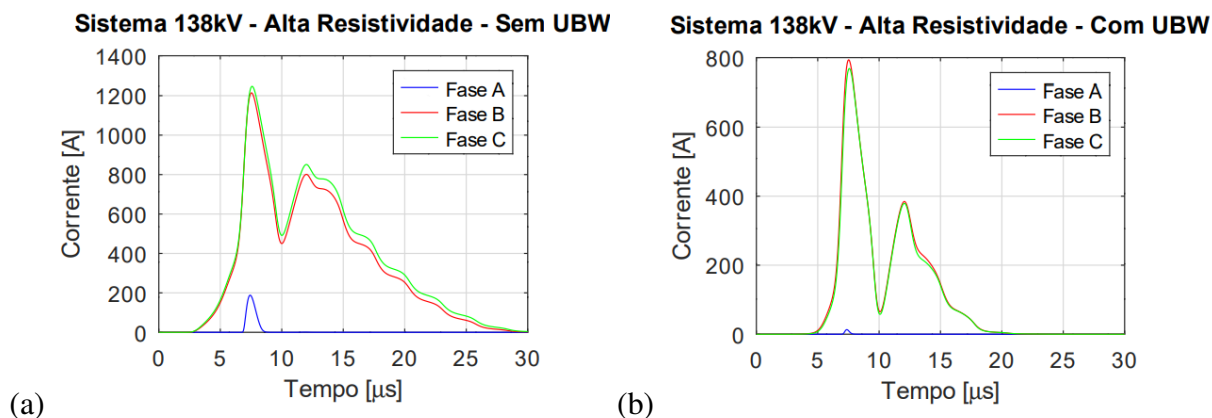 Sistema 138kV - Alta Resistividade - Sem UBW
1400
1200
1000
800
600
400
200
0
Corrente [A]
0 5 10 15 20 25 30
Tempo [μs]
Fase A
Fase B
Fase C
(a)
Sistema 138kV - Alta Resistividade - Com UBW
800
600
400
200
0
Corrente [A]
0 5 10 15 20 25 30
Tempo [μs]
Fase A
Fase B
Fase C
(b)